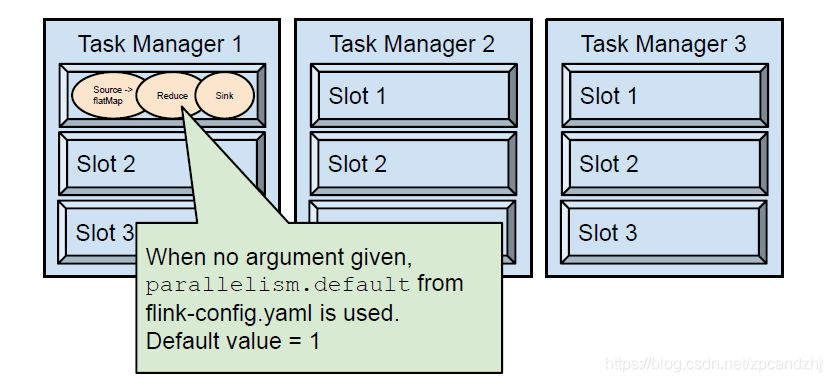 Task Manager 1
Source ->
flatMap
Reduce
Sink
Slot 2
Slot 3
Task Manager 2
Slot 1
Slot 2
Task Manager 3
Slot 1
Slot 2
Slot 3
When no argument given,
parallelism.default from
flink-config.yaml is used.
Default value = 1
https://blog.csdn.net/zpcandzhj